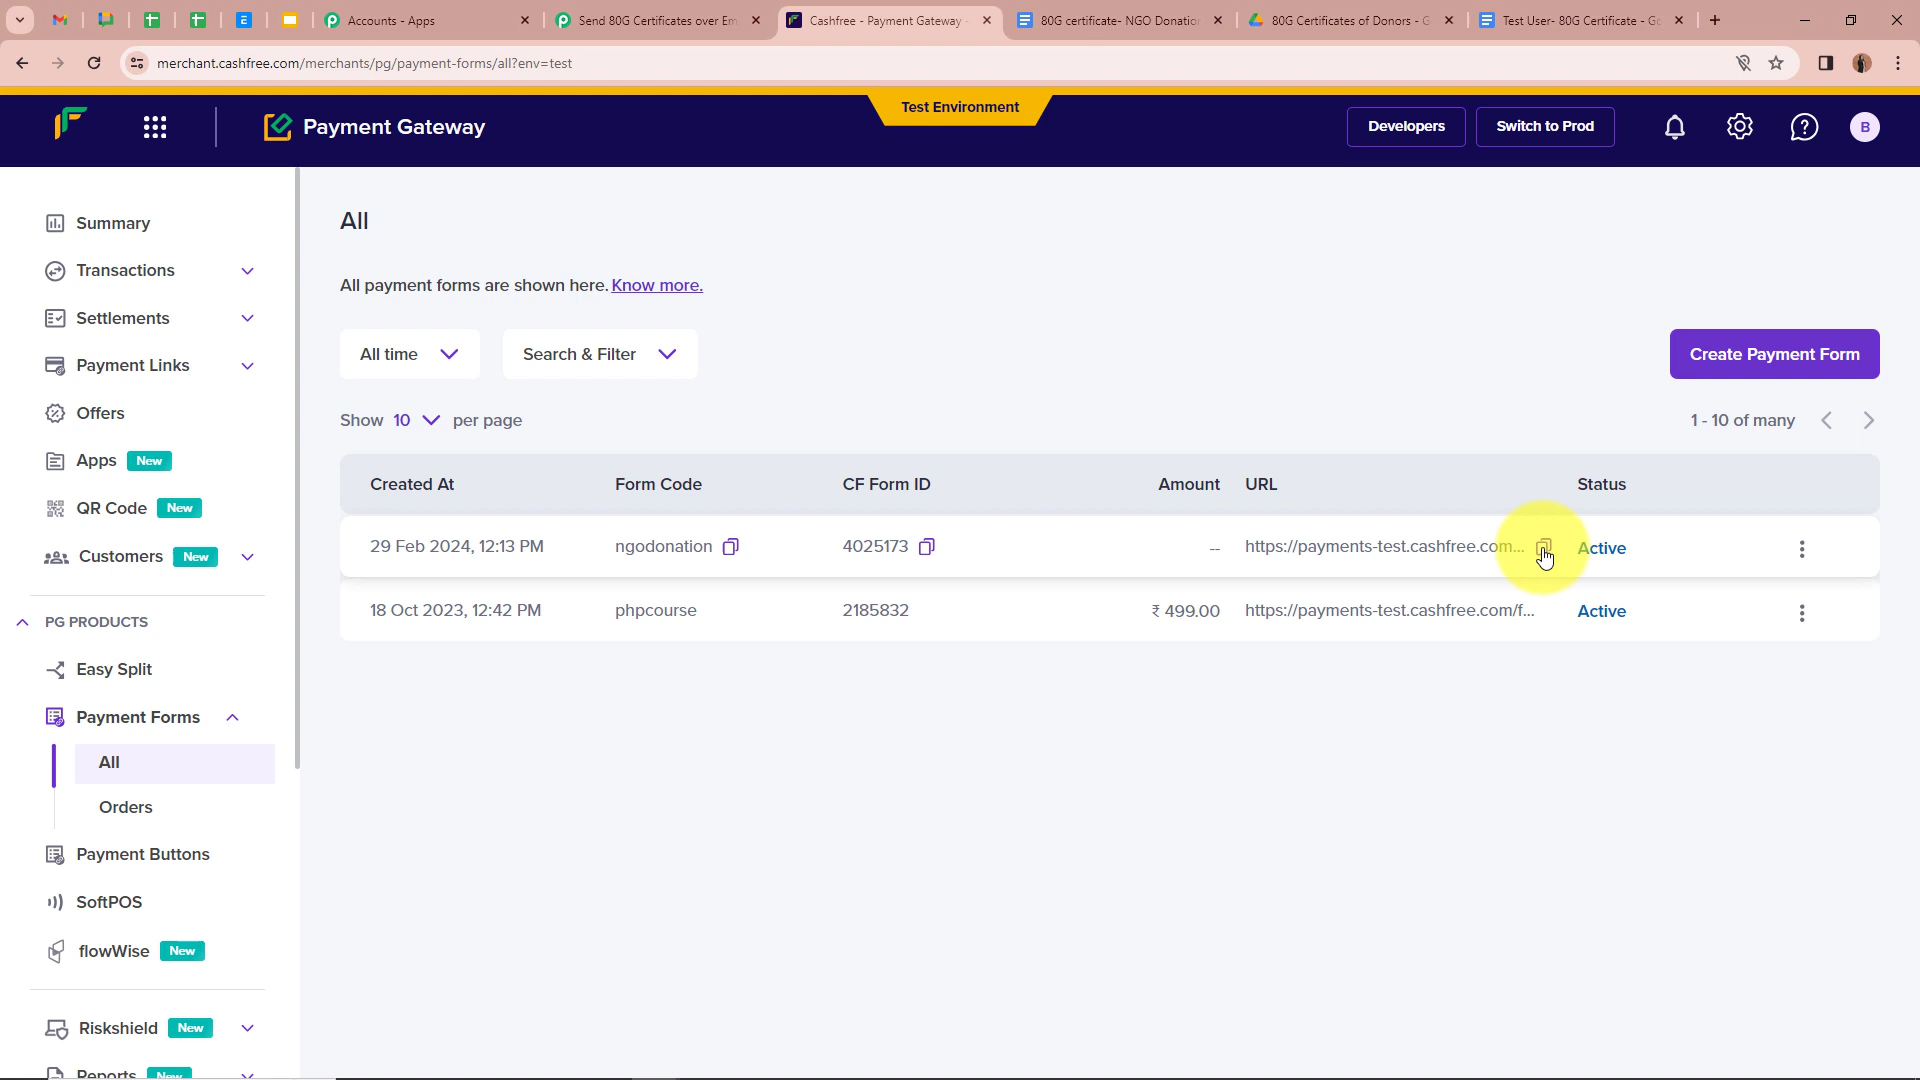 Accounts - Apps
Send 80G Certificates over Em
Cashfree - Payment Gateway -
80G certificate- NGO Donation
80G Certificates of Donors - G
Test User- 80G Certificate - Go
merchant.cashfree.com/merchants/pg/payment-forms/all?env=test
Payment Gateway
Test Environment
Developers
Switch to Prod
B
Summary
Transactions
Settlements
Payment Links
Offers
Apps New
QR Code New
Customers New
PG PRODUCTS
Easy Split
Payment Forms
All
Orders
Payment Buttons
SoftPOS
flowWise New
Riskshield New
Reports New
All
All payment forms are shown here. Know more.
All time
Search & Filter
Create Payment Form
Show 10 per page
1 - 10 of many
Created At Form Code CF Form ID Amount URL Status
29 Feb 2024, 12:13 PM ngodonation 4025173 -- https://payments-test.cashfree.com... Active
18 Oct 2023, 12:42 PM phpcourse 2185832 ₹ 499.00 https://payments-test.cashfree.com/f... Active